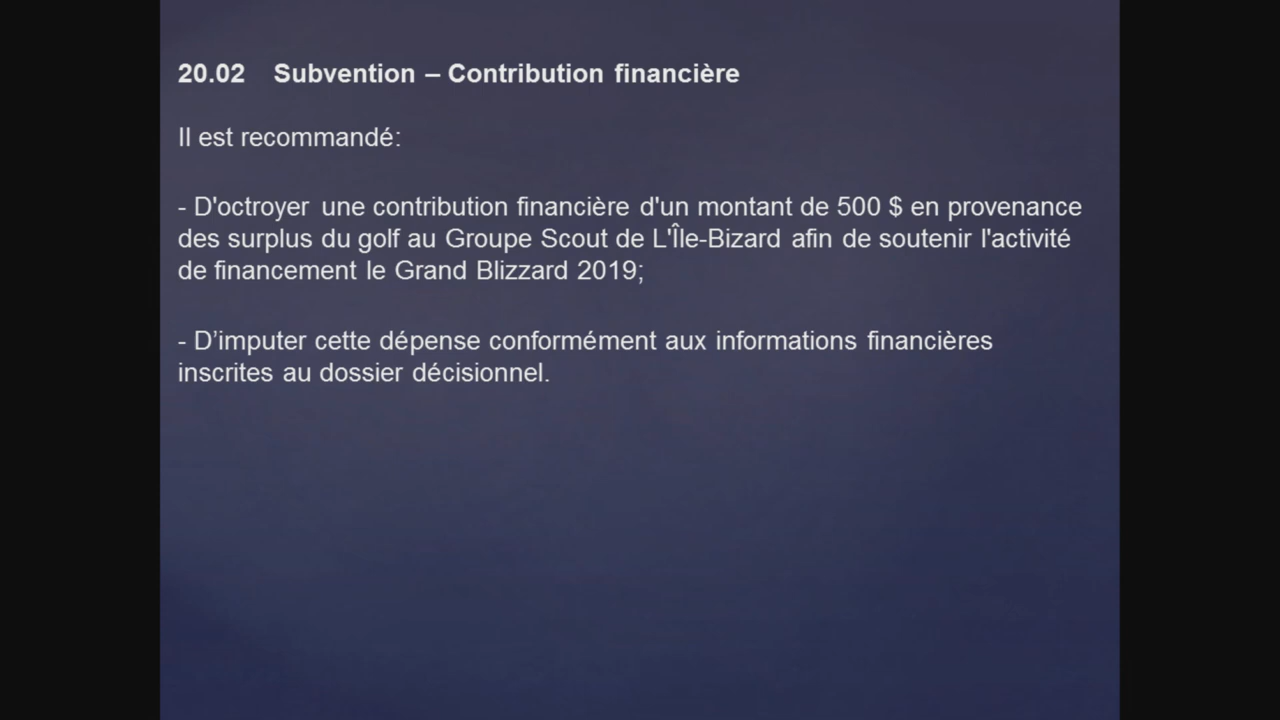 20.02 Subvention – Contribution financière
Il est recommandé:
- D'octroyer une contribution financière d'un montant de 500 $ en provenance
des surplus du golf au Groupe Scout de L'Île-Bizard afin de soutenir l'activité
de financement le Grand Blizzard 2019;
- D’imputer cette dépense conformément aux informations financières
inscrites au dossier décisionnel.